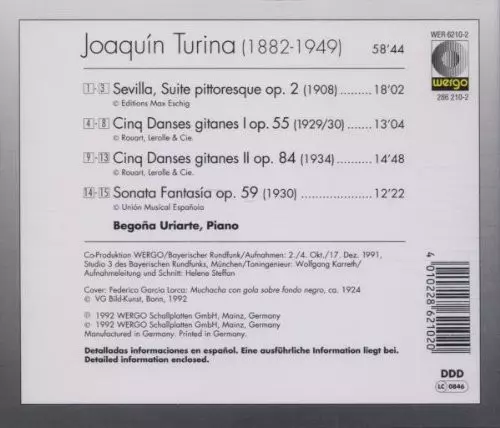 WER 6210-2
Joaquín Turina (1882-1949) 58'44
wergo
286 210-2
1-3 Sevilla, Suite pittoresque op. 2 (1908) .......... 18'02
© Editions Max Eschig
4-8 Cinq Danses gitanes I op. 55 (1929/30) .......... 13'04
© Rouart, Lerolle & Cie.
9-13 Cinq Danses gitanes II op. 84 (1934) .......... 14'48
© Rouart, Lerolle & Cie.
14-15 Sonata Fantasía op. 59 (1930) .................... 12'22
© Unión Musical Española
Begoña Uriarte, Piano
Co-Produktion WERGO/Bayerischer Rundfunk/Aufnahmen: 2./4. Okt./17. Dez. 1991,
Studio 3 des Bayerischen Rundfunks, München/Toningenieur: Wolfgang Karreth/
Aufnahmeleitung und Schnitt: Helene Steffan
Cover: Federico García Lorca: Muchacha con gola sobre fondo negro, ca. 1924
© VG Bild-Kunst, Bonn, 1992
℗ 1992 WERGO Schallplatten GmbH, Mainz, Germany
© 1992 WERGO Schallplatten GmbH, Mainz, Germany
Manufactured in Germany. Printed in Germany.
Detalladas informaciones en español. Eine ausführliche Information liegt bei.
Detailed information enclosed.
4 010228 621020
DDD
LC 0846